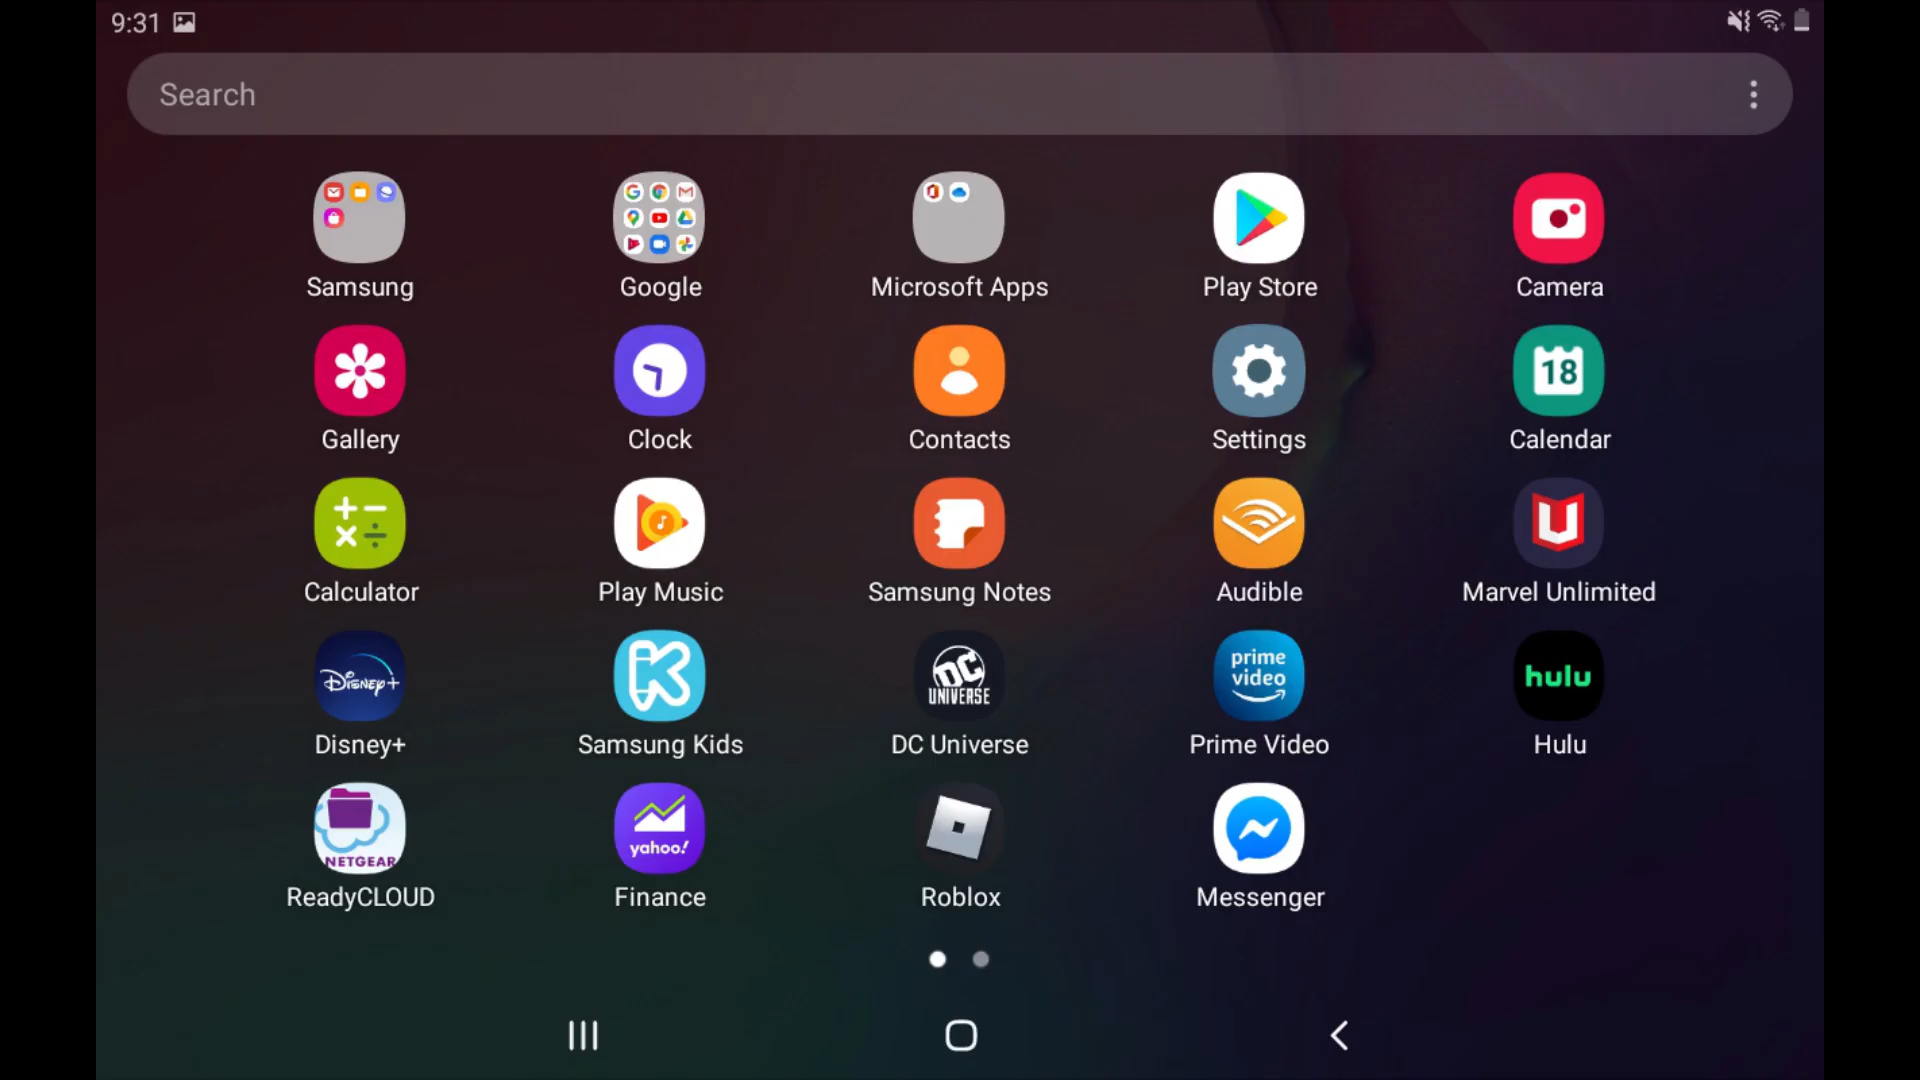 9:31
Search
Samsung
Google
Microsoft Apps
Play Store
Camera
18
Gallery
Clock
Contacts
Settings
Calendar
Calculator
Play Music
Samsung Notes
Audible
Marvel Unlimited
Disney+
DC
UNIVERSE
prime
video
hulu
Disney+
Samsung Kids
DC Universe
Prime Video
Hulu
NETGEAR
yahoo!
ReadyCLOUD
Finance
Roblox
Messenger